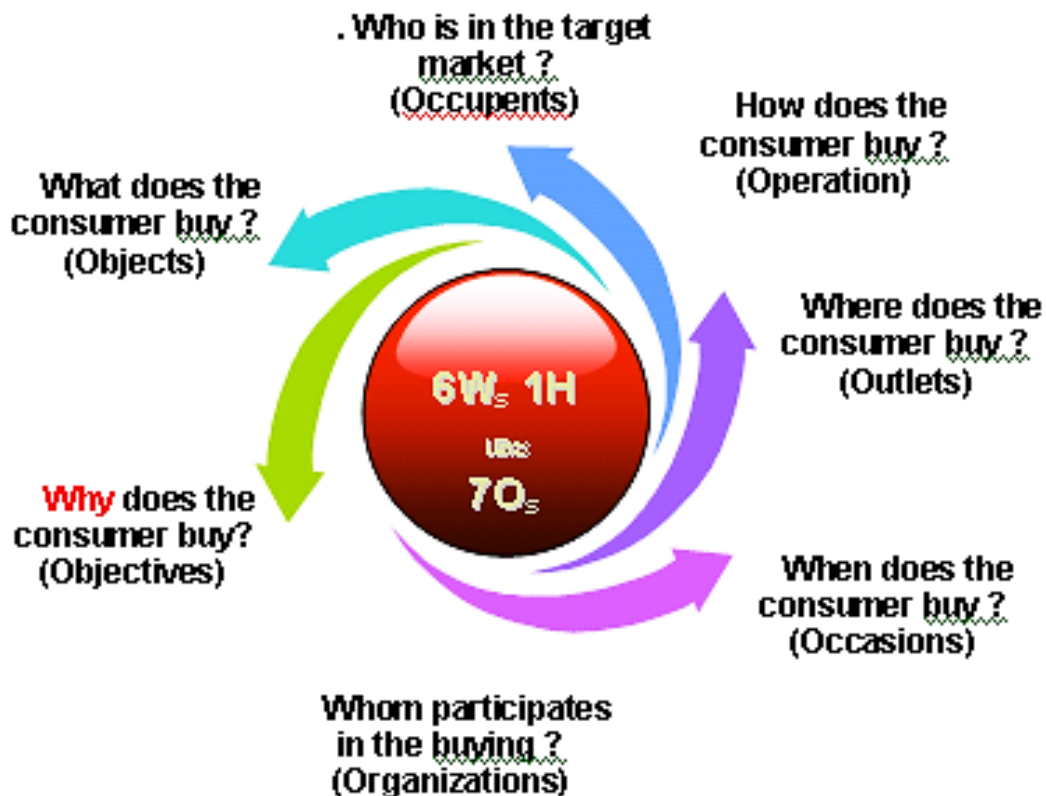 . Who is in the target
market ?
(Occupents)
How does the
consumer buy ?
(Operation)
What does the
consumer buy ?
(Objects)
Where does the
consumer buy ?
(Outlets)
6Ws 1H
7Os
Why does the
consumer buy?
(Objectives)
When does the
consumer buy ?
(Occasions)
Whom participates
in the buying ?
(Organizations)